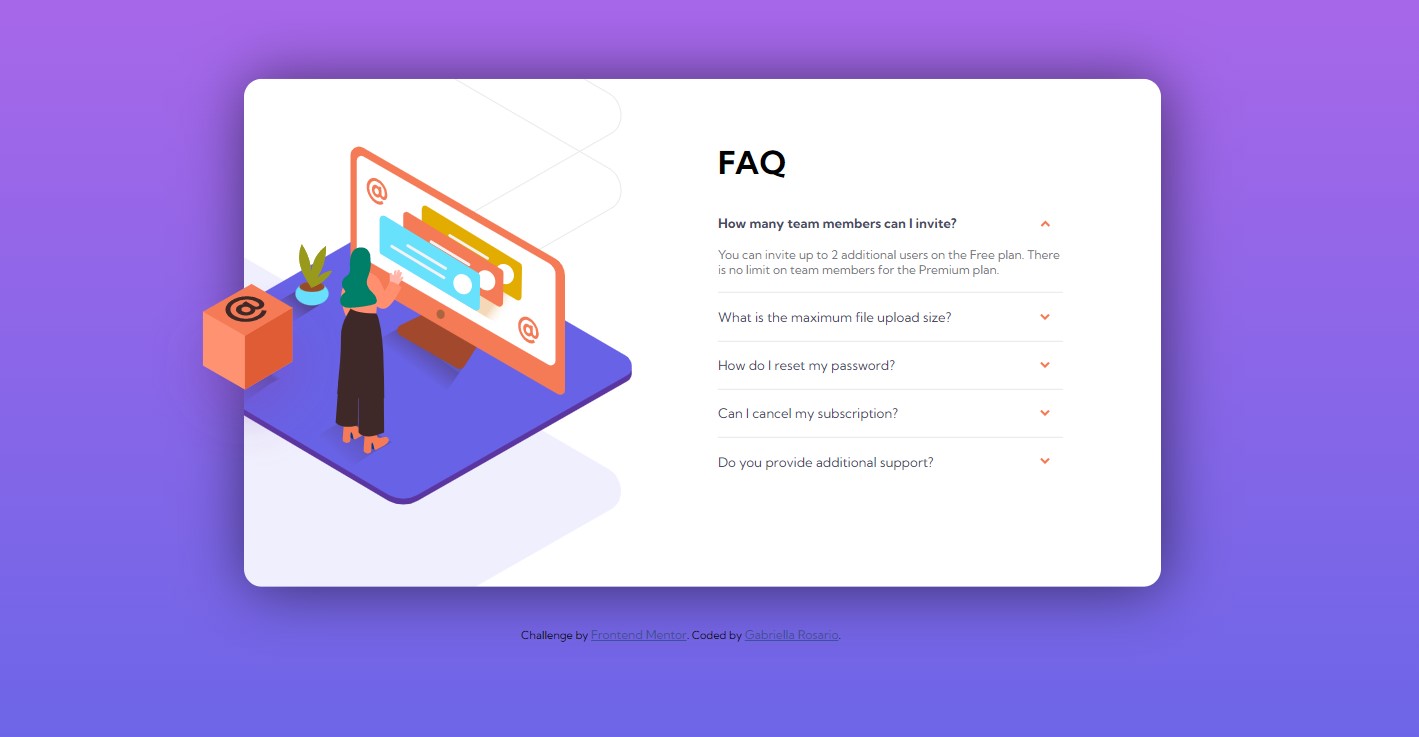 FAQ
How many team members can I invite?
You can invite up to 2 additional users on the Free plan. There
is no limit on team members for the Premium plan.
What is the maximum file upload size?
How do I reset my password?
Can I cancel my subscription?
Do you provide additional support?
@
@
@
Challenge by Frontend Mentor. Coded by Gabriella Rosario.